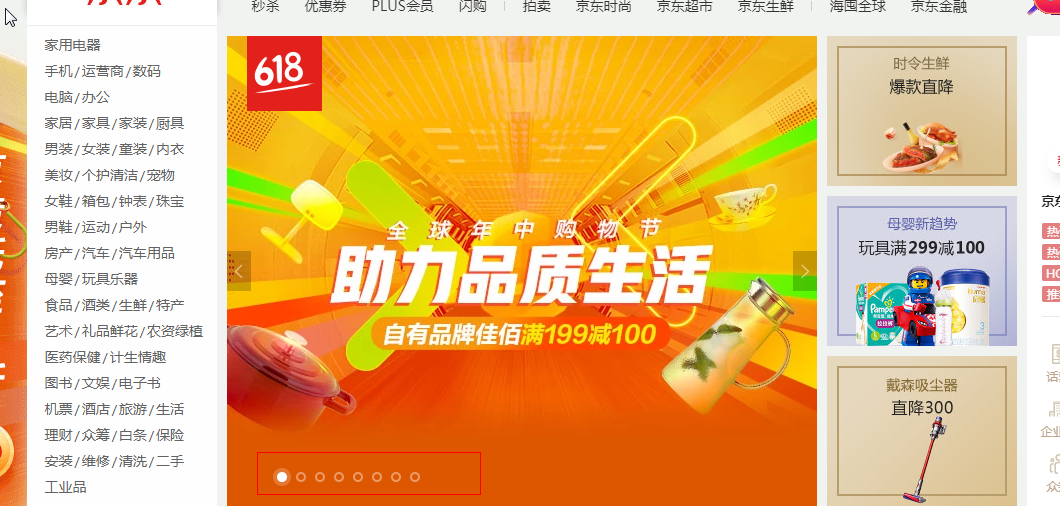 秒杀 优惠券 PLUS会员 闪购 拍卖 京东时尚 京东超市 京东生鲜 海囤全球 京东金融
家用电器
手机/运营商/数码
电脑/办公
家居/家具/家装/厨具
男装/女装/童装/内衣
美妆/个护清洁/宠物
女鞋/箱包/钟表/珠宝
男鞋/运动/户外
房产/汽车/汽车用品
母婴/玩具乐器
食品/酒类/生鲜/特产
艺术/礼品鲜花/农资绿植
医药保健/计生情趣
图书/文娱/电子书
机票/酒店/旅游/生活
理财/众筹/白条/保险
安装/维修/清洗/二手
工业品
618
全球年中购物节
助力品质生活
自有品牌佳佰满199减100
时令生鲜
爆款直降
母婴新趋势
玩具满299减100
戴森吸尘器
直降300
京东
热
热
HO
推
话
企业
众